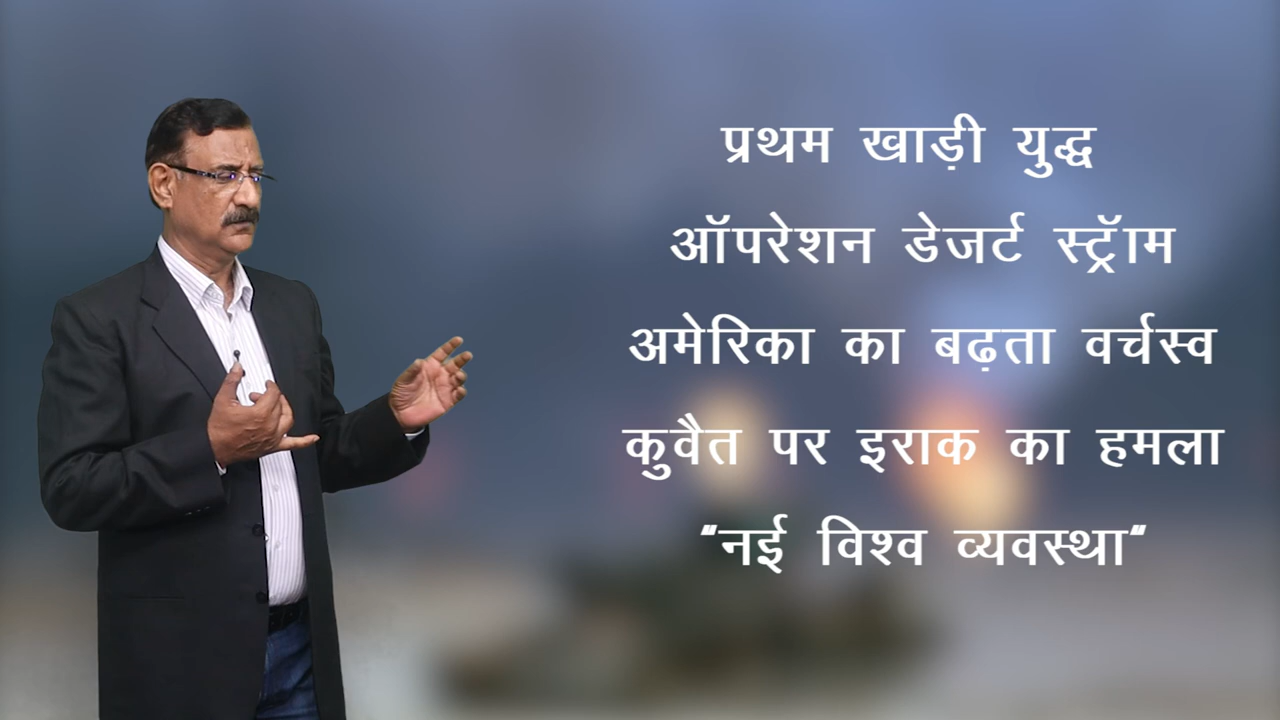 प्रथम खाड़ी युद्ध
ऑपरेशन डेजर्ट स्ट्रॅाम
अमेरिका का बढ़ता वर्चस्व
कुवैत पर इराक का हमला
“नई विश्व व्यवस्था“